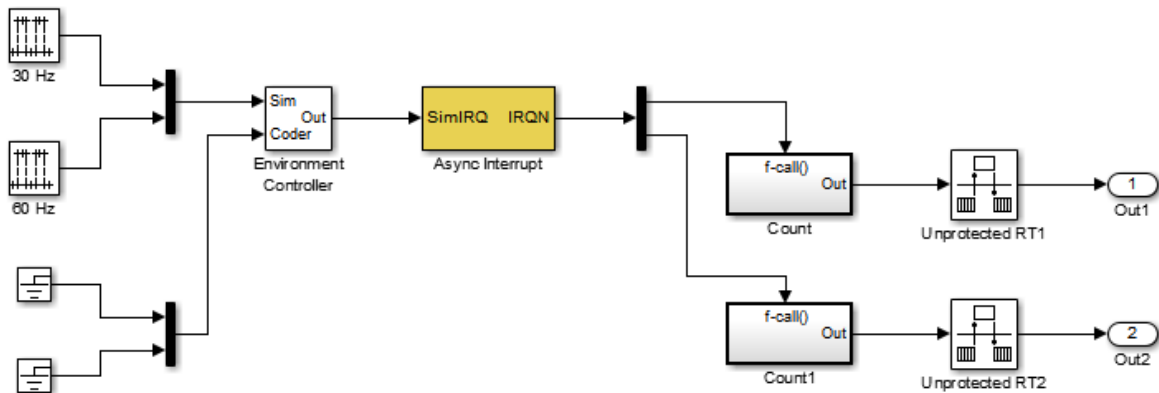 30 Hz
60 Hz
Sim
Out
Coder
Environment
Controller
SimIRQ IRQN
Async Interrupt
f-call()
Out
Count
Unprotected RT1
1
Out1
f-call()
Out
Count1
Unprotected RT2
2
Out2